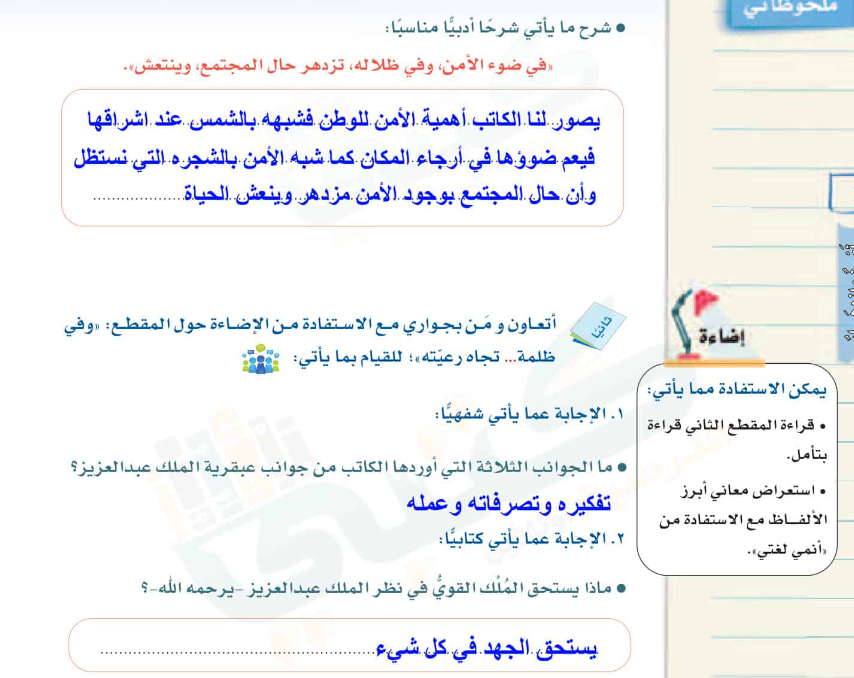 ملحوظاتي
● شرح ما يأتي شرحًا أدبيًّا مناسبًا:
«في ضوء الأمن، وفي ظلاله، تزدهر حال المجتمع، وينتعش».
يصور لنا الكاتب أهمية الأمن للوطن فشبهه بالشمس عند اشراقها
فيعم ضوؤها في أرجاء المكان كما شبه الأمن بالشجره التي نستظل
وأن حال المجتمع بوجود الأمن مزدهر وينعش الحياة
ثانيًا
أتعاون و مَن بجواري مع الاستفادة من الإضاءة حول المقطع: «وفي
ظلمة... تجاه رعيّته»؛ للقيام بما يأتي:
١. الإجابة عما يأتي شفهيًّا:
● ما الجوانب الثلاثة التي أوردها الكاتب من جوانب عبقرية الملك عبدالعزيز؟
تفكيره وتصرفاته وعمله
٢. الإجابة عما يأتي كتابيًّا:
● ماذا يستحق المُلْك القويُّ في نظر الملك عبدالعزيز -يرحمه الله-؟
يستحق الجهد في كل شيء
إضاءة
يمكن الاستفادة مما يأتي:
• قراءة المقطع الثاني قراءة
بتأمل.
• استعراض معاني أبرز
الألفــاظ مع الاستفادة من
«أنمي لغتي».